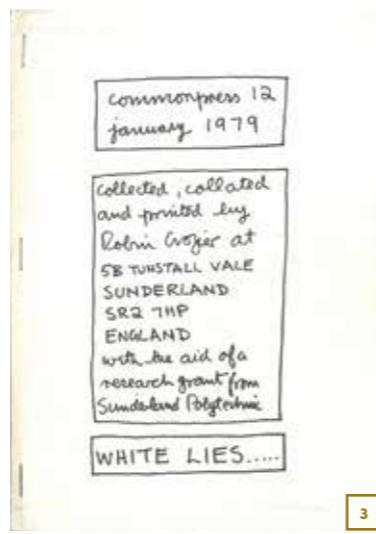 commonpress 12
january 1979
collected, collated
and printed by
Robin Crozier at
5B TUNSTALL VALE
SUNDERLAND
SR2 7HP
ENGLAND
with the aid of a
research grant from
Sunderland Polytechnic
WHITE LIES.....
3